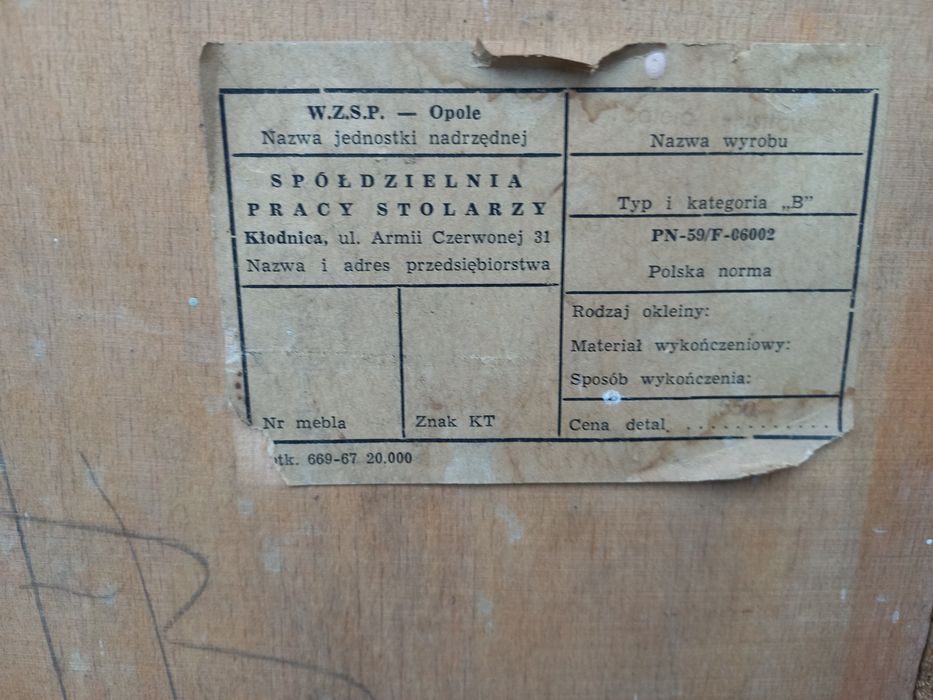 W.Z.S.P. — Opole
Nazwa jednostki nadrzędnej
SPÓŁDZIELNIA
PRACY STOLARZY
Kłodnica, ul. Armii Czerwonej 31
Nazwa i adres przedsiębiorstwa
Nr mebla
Znak KT
Nazwa wyrobu
Typ i kategoria „B”
PN-59/F-06002
Polska norma
Rodzaj okleiny:
Materiał wykończeniowy:
Sposób wykończenia:
Cena detal. . . . . . . . . . . . .
tk. 669-67 20.000